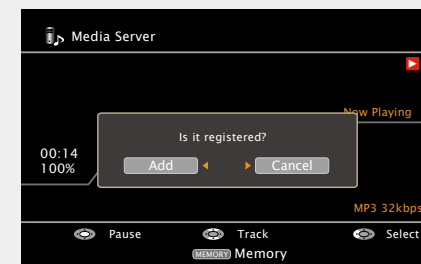 Media Server
Now Playing
Is it registered?
Add Cancel
00:14
100%
MP3 32kbps
Pause Track Select
MEMORY Memory